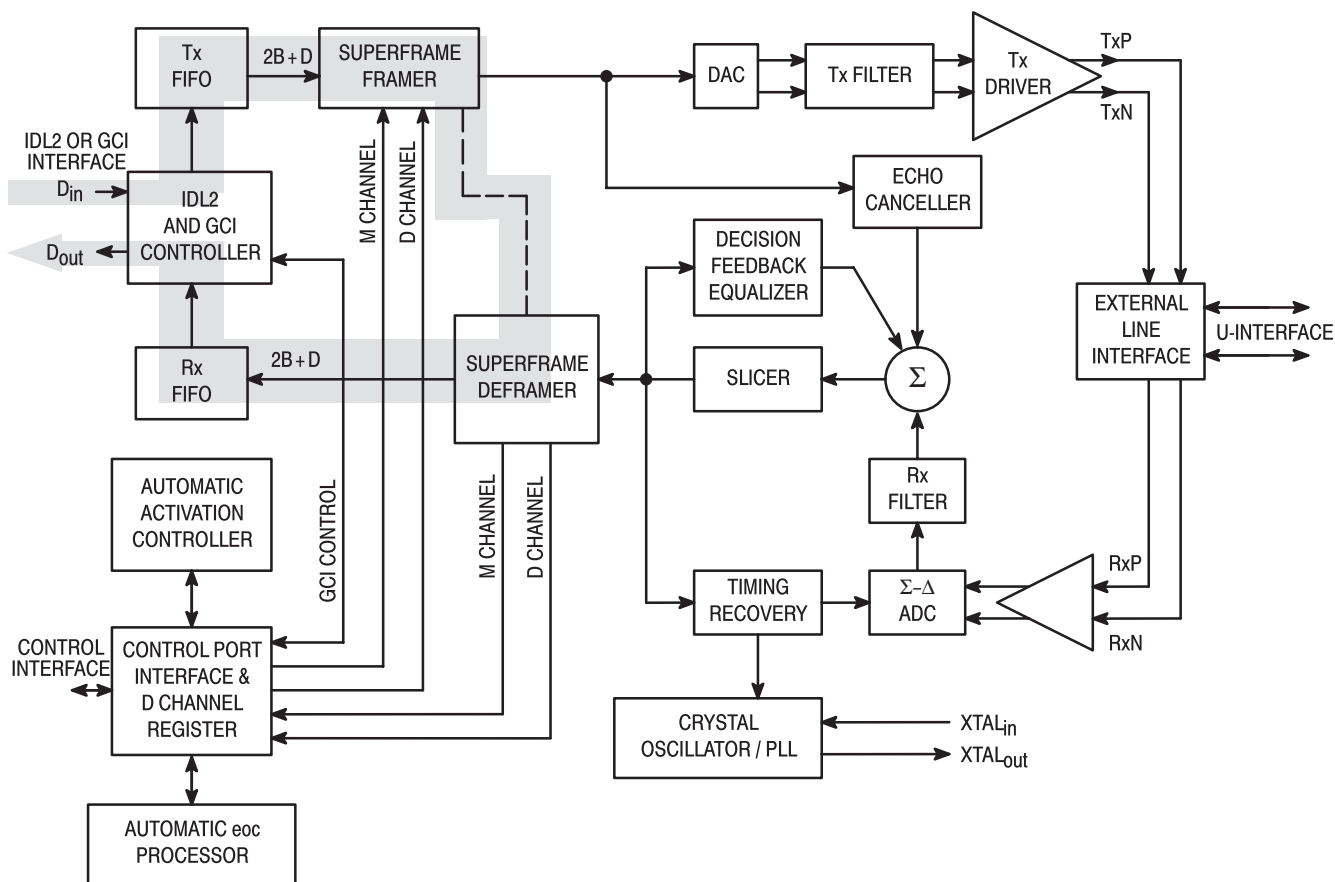 Tx
FIFO
2B+D
SUPERFRAME
FRAMER
DAC
Tx FILTER
Tx
DRIVER
TxP
TxN
IDL2 OR GCI
INTERFACE
Din
IDL2
AND GCI
CONTROLLER
Dout
M CHANNEL
D CHANNEL
ECHO
CANCELLER
DECISION
FEEDBACK
EQUALIZER
EXTERNAL
LINE
INTERFACE
U-INTERFACE
Rx
FIFO
2B+D
SUPERFRAME
DEFRAMER
SLICER
Σ
Rx
FILTER
AUTOMATIC
ACTIVATION
CONTROLLER
GCI CONTROL
M CHANNEL
D CHANNEL
TIMING
RECOVERY
Σ–Δ
ADC
RxP
RxN
CONTROL
INTERFACE
CONTROL PORT
INTERFACE &
D CHANNEL
REGISTER
CRYSTAL
OSCILLATOR / PLL
XTALin
XTALout
AUTOMATIC eoc
PROCESSOR